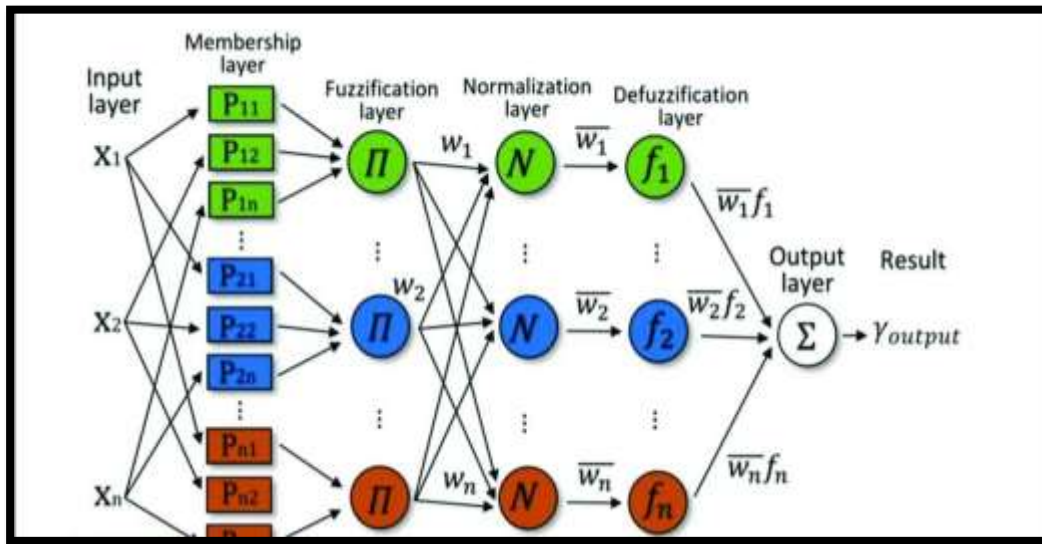 Input
layer
Membership
layer
Fuzzification
layer
Normalization
layer
Defuzzification
layer
Output
layer
Result
X₁
X₂
Xₙ
P₁₁
P₁₂
P₁ₙ
⋮
P₂₁
P₂₂
P₂ₙ
⋮
Pₙ₁
Pₙ₂
Π
⋮
Π
⋮
Π
w₁
w₂
wₙ
N
⋮
N
⋮
N
w̅₁
w̅₂
w̅ₙ
f₁
⋮
f₂
⋮
fₙ
w̅₁f₁
w̅₂f₂
w̅ₙfₙ
Σ
γₒᵤₜₚᵤₜ